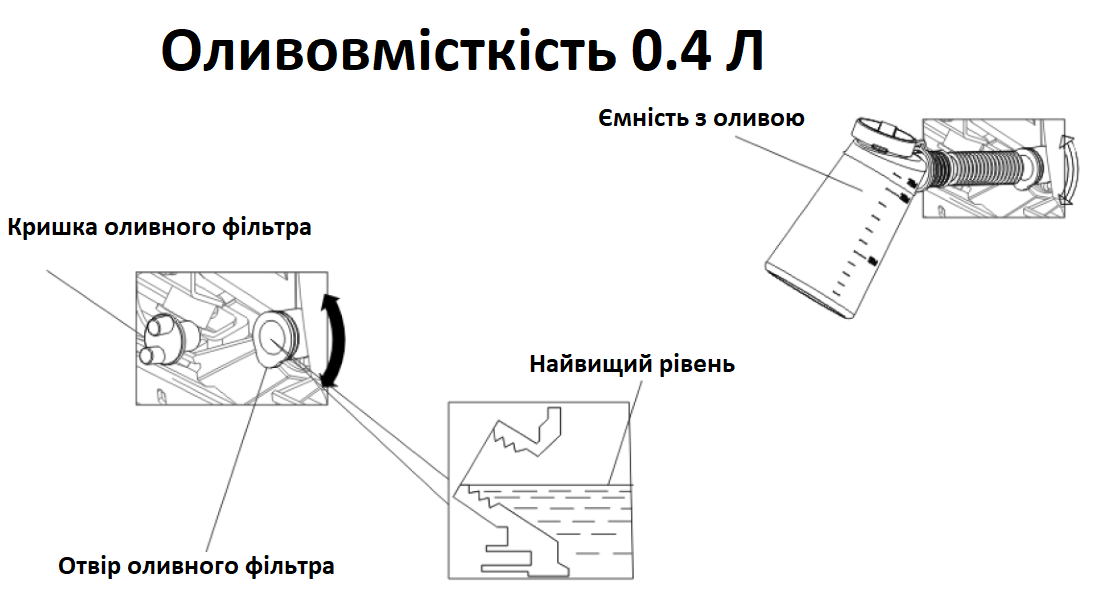 Оливовмісткість 0.4 Л
Ємність з оливою
Кришка оливного фільтра
Найвищий рівень
Отвір оливного фільтра